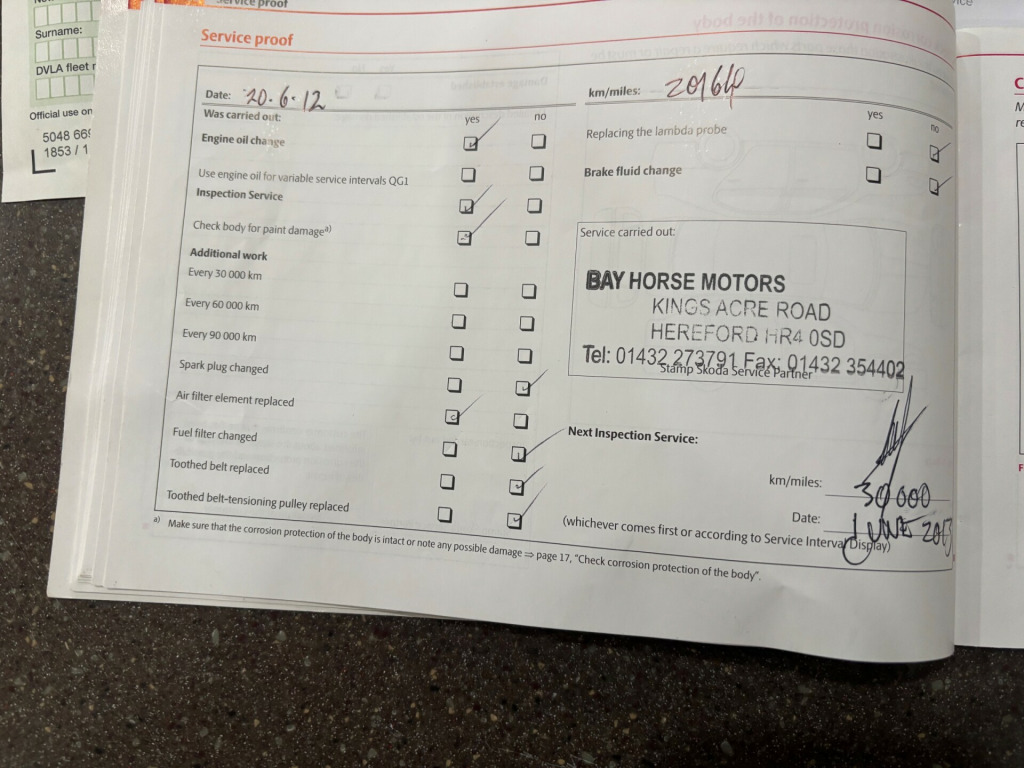 Surname:
DVLA fleet
Official use on
5048 66
1853 / 1
Service proof
Service proof
Date: 20.6.12
km/miles: 20164
Was carried out:
yes no
yes no
Engine oil change
Replacing the lambda probe
Use engine oil for variable service intervals QG1
Brake fluid change
Inspection Service
Check body for paint damage a)
Service carried out:
Additional work
Every 30 000 km
BAY HORSE MOTORS
KINGS ACRE ROAD
HEREFORD HR4 0SD
Tel: 01432 273791 Fax: 01432 354402
Stamp Skoda Service Partner
Every 60 000 km
Every 90 000 km
Spark plug changed
Air filter element replaced
Fuel filter changed
Toothed belt replaced
Toothed belt-tensioning pulley replaced
Next Inspection Service:
km/miles: 30 000
Date: JUNE 2013
(whichever comes first or according to Service Interval Display)
a) Make sure that the corrosion protection of the body is intact or note any possible damage ⇒ page 17, "Check corrosion protection of the body".